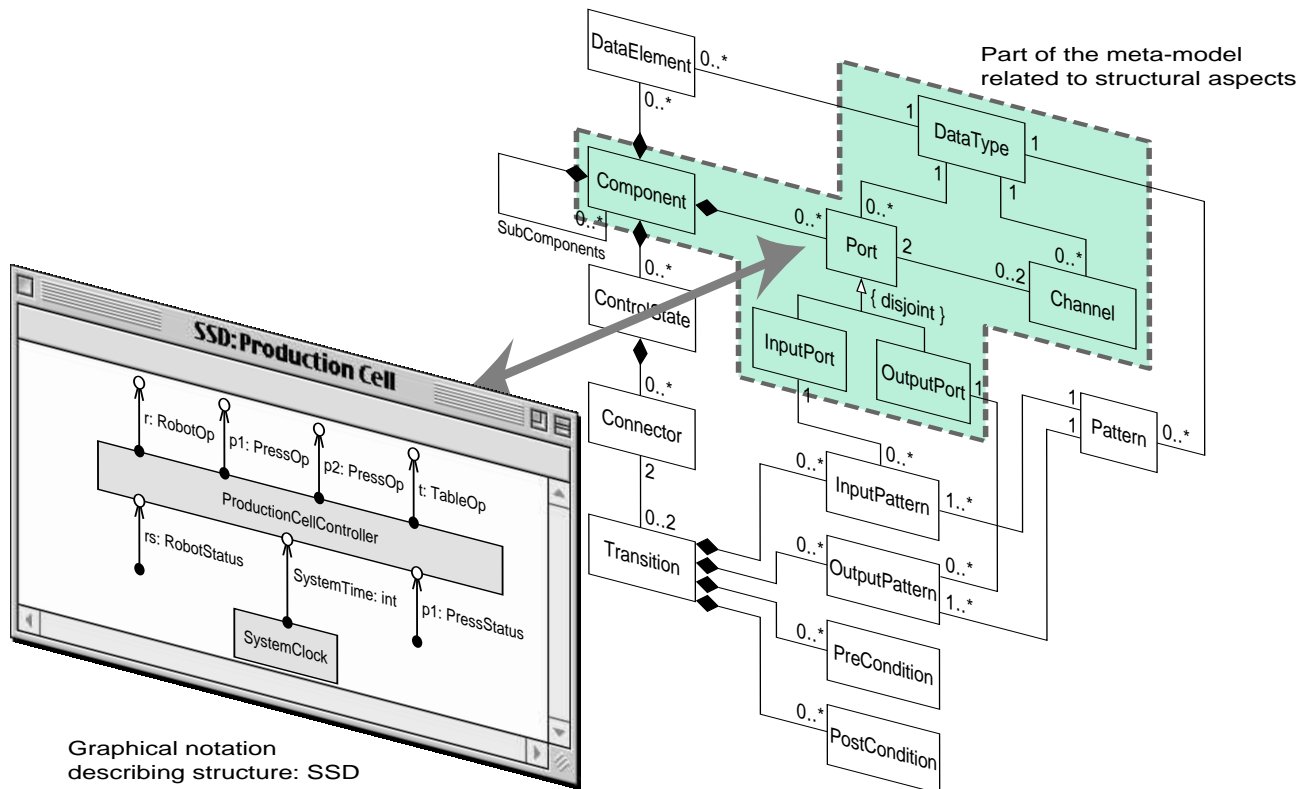 DataElement
0..*
Part of the meta-model
related to structural aspects
0..*
1
DataType
1
Component
1
1
0..*
0..*
0..*
Port
2
SubComponents
0..*
0..2
0..*
Channel
ControlState
{ disjoint }
InputPort
OutputPort
1
1
0..*
Connector
2
0..2
Transition
1
1
Pattern
0..*
0..*
0..*
InputPattern
1..*
0..*
OutputPattern
0..*
1..*
0..*
PreCondition
0..*
PostCondition
SSD:Production Cell
r: RobotOp
p1: PressOp
p2: PressOp
t: TableOp
ProductionCellController
rs: RobotStatus
SystemTime: int
p1: PressStatus
SystemClock
Graphical notation
describing structure: SSD